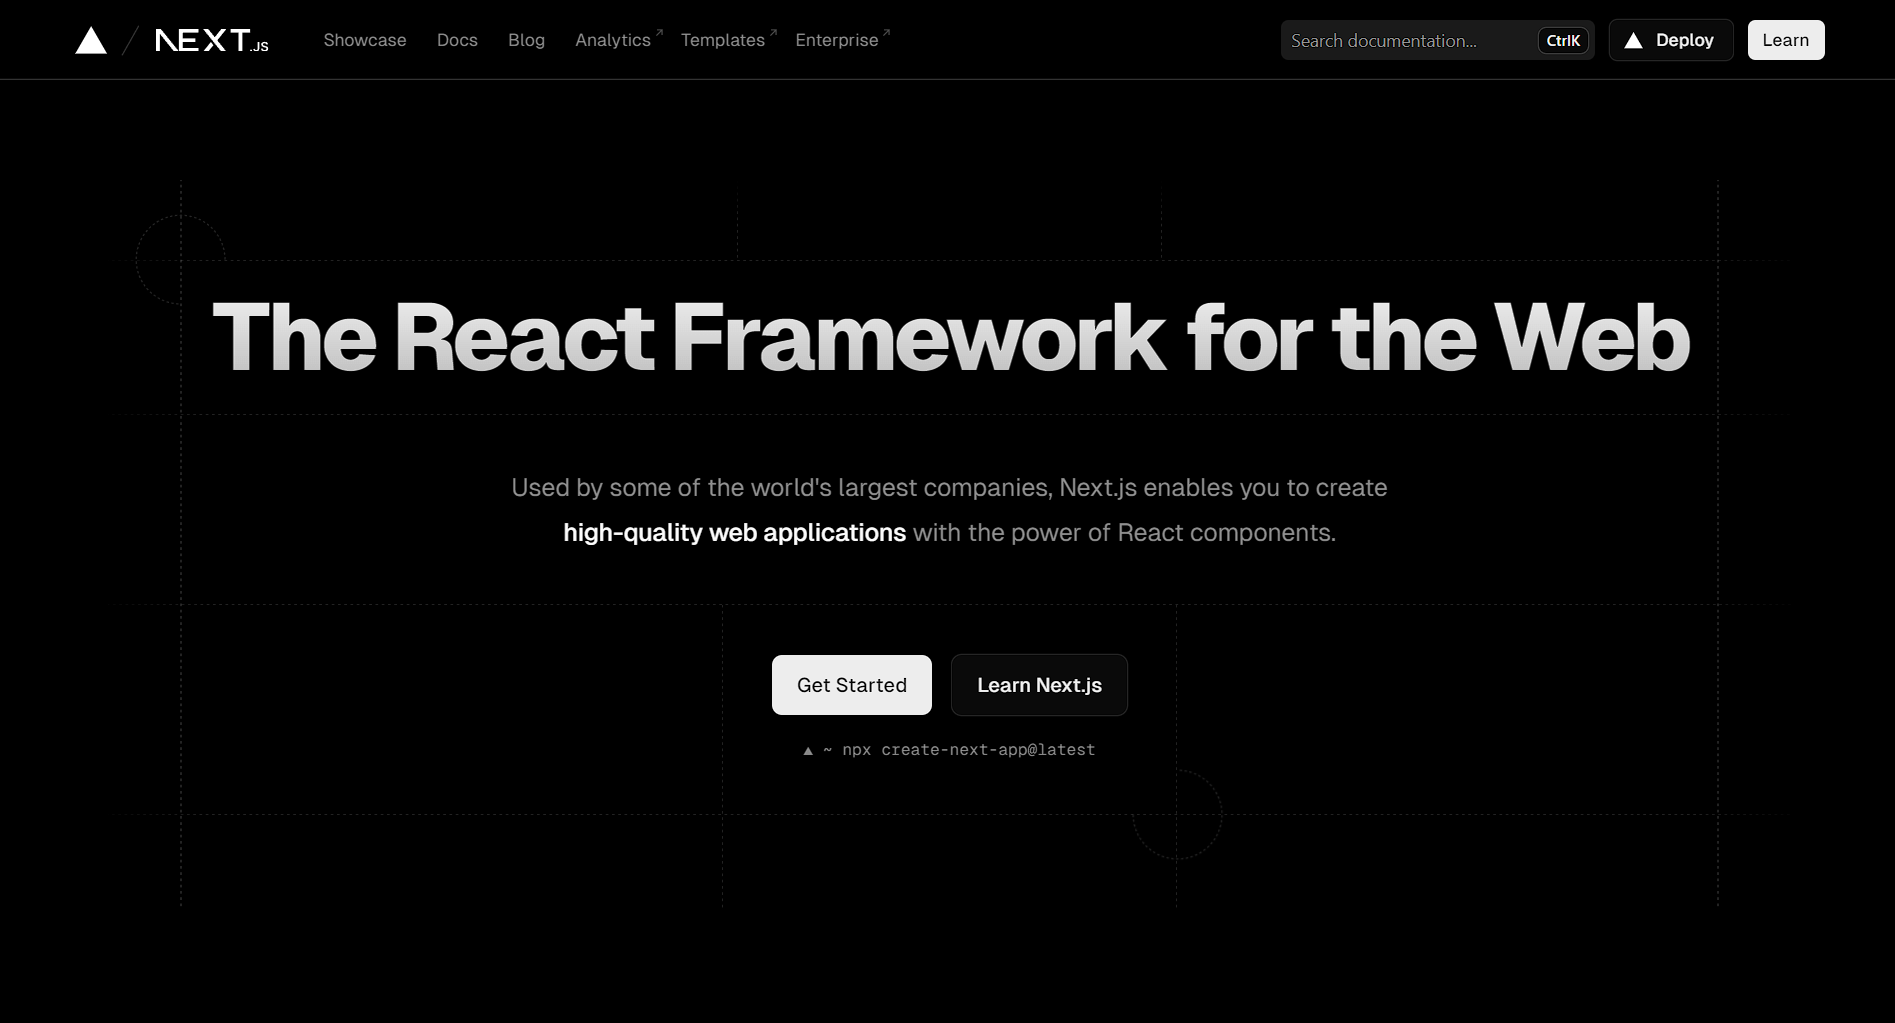 NEXT.JS
Showcase
Docs
Blog
Analytics
Templates
Enterprise
Search documentation...
CtrlK
Deploy
Learn
The React Framework for the Web
Used by some of the world's largest companies, Next.js enables you to create
high-quality web applications with the power of React components.
Get Started
Learn Next.js
▲ ~ npx create-next-app@latest